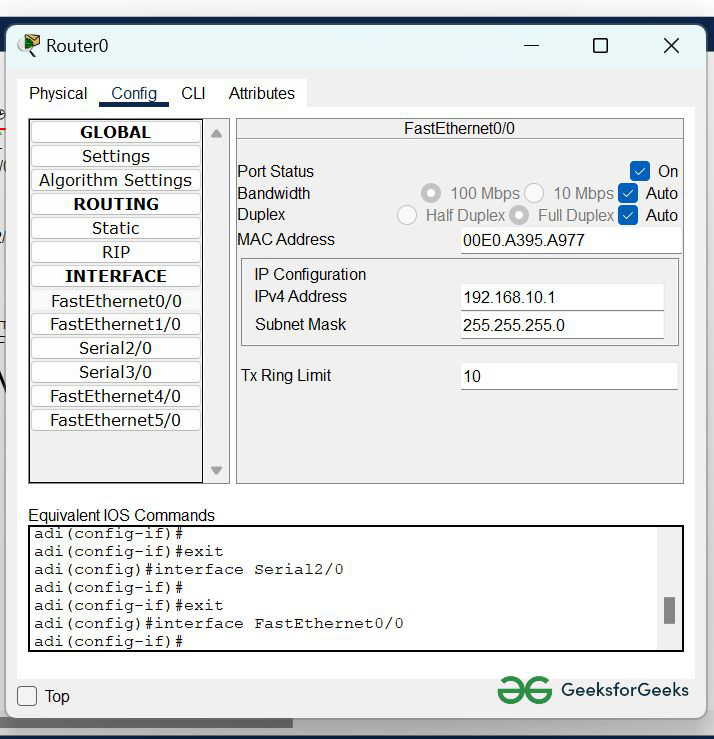 Router0
Physical Config CLI Attributes
GLOBAL
Settings
Algorithm Settings
ROUTING
Static
RIP
INTERFACE
FastEthernet0/0
FastEthernet1/0
Serial2/0
Serial3/0
FastEthernet4/0
FastEthernet5/0
FastEthernet0/0
Port Status On
Bandwidth 100 Mbps 10 Mbps Auto
Duplex Half Duplex Full Duplex Auto
MAC Address 00E0.A395.A977
IP Configuration
IPv4 Address 192.168.10.1
Subnet Mask 255.255.255.0
Tx Ring Limit 10
Equivalent IOS Commands
adi(config-if)#
adi(config-if)#exit
adi(config)#interface Serial2/0
adi(config-if)#
adi(config-if)#exit
adi(config)#interface FastEthernet0/0
adi(config-if)#
Top
GeeksforGeeks